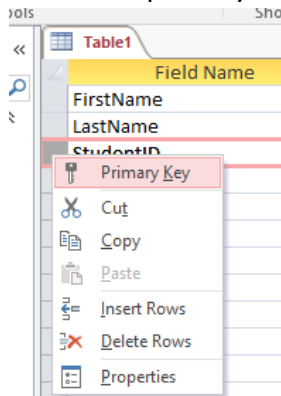 ools
Sho
Table1
Field Name
FirstName
LastName
StudentID
Primary Key
Cut
Copy
Paste
Insert Rows
Delete Rows
Properties